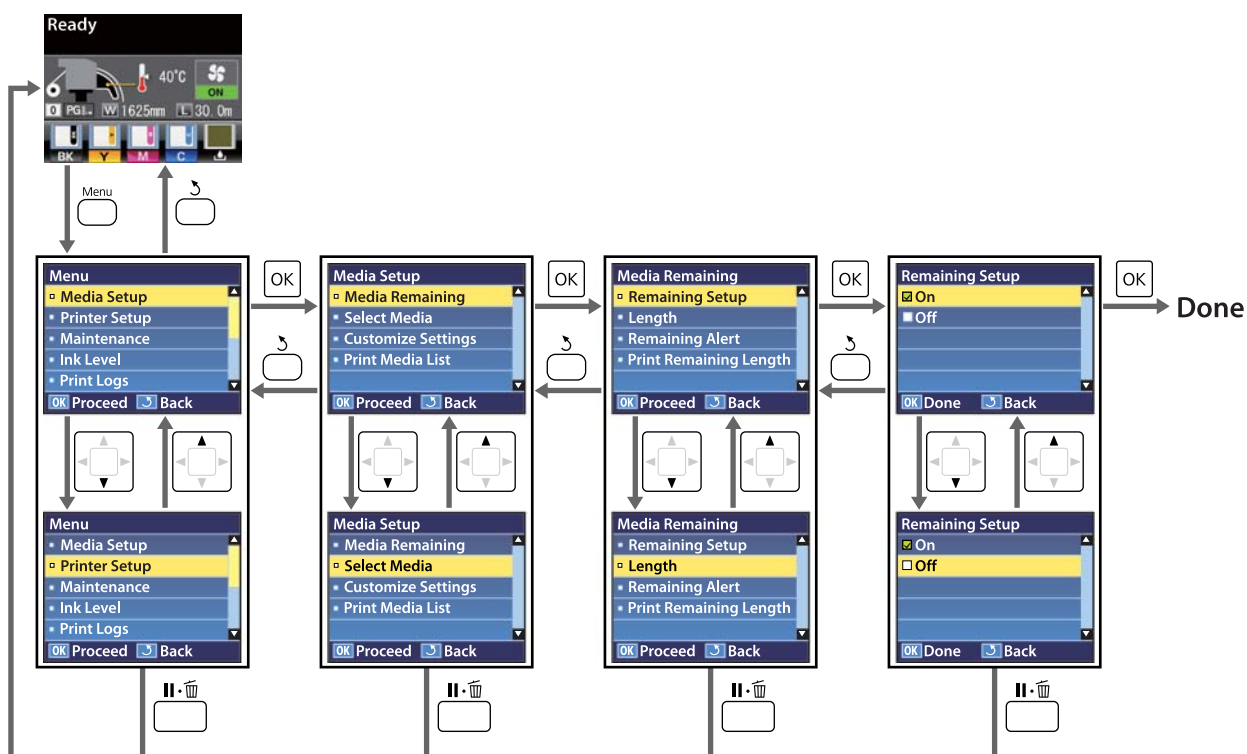 Ready
40°C
ON
0 PG W 1625mm L 30. 0m
BK Y M C
Menu
Menu
Media Setup
Printer Setup
Maintenance
Ink Level
Print Logs
OK Proceed Back
OK
Media Setup
Media Remaining
Select Media
Customize Settings
Print Media List
OK Proceed Back
OK
Media Remaining
Remaining Setup
Length
Remaining Alert
Print Remaining Length
OK Proceed Back
OK
Remaining Setup
On
Off
OK Done Back
OK
Done
Menu
Media Setup
Printer Setup
Maintenance
Ink Level
Print Logs
OK Proceed Back
Media Setup
Media Remaining
Select Media
Customize Settings
Print Media List
OK Proceed Back
Media Remaining
Remaining Setup
Length
Remaining Alert
Print Remaining Length
OK Proceed Back
Remaining Setup
On
Off
OK Done Back